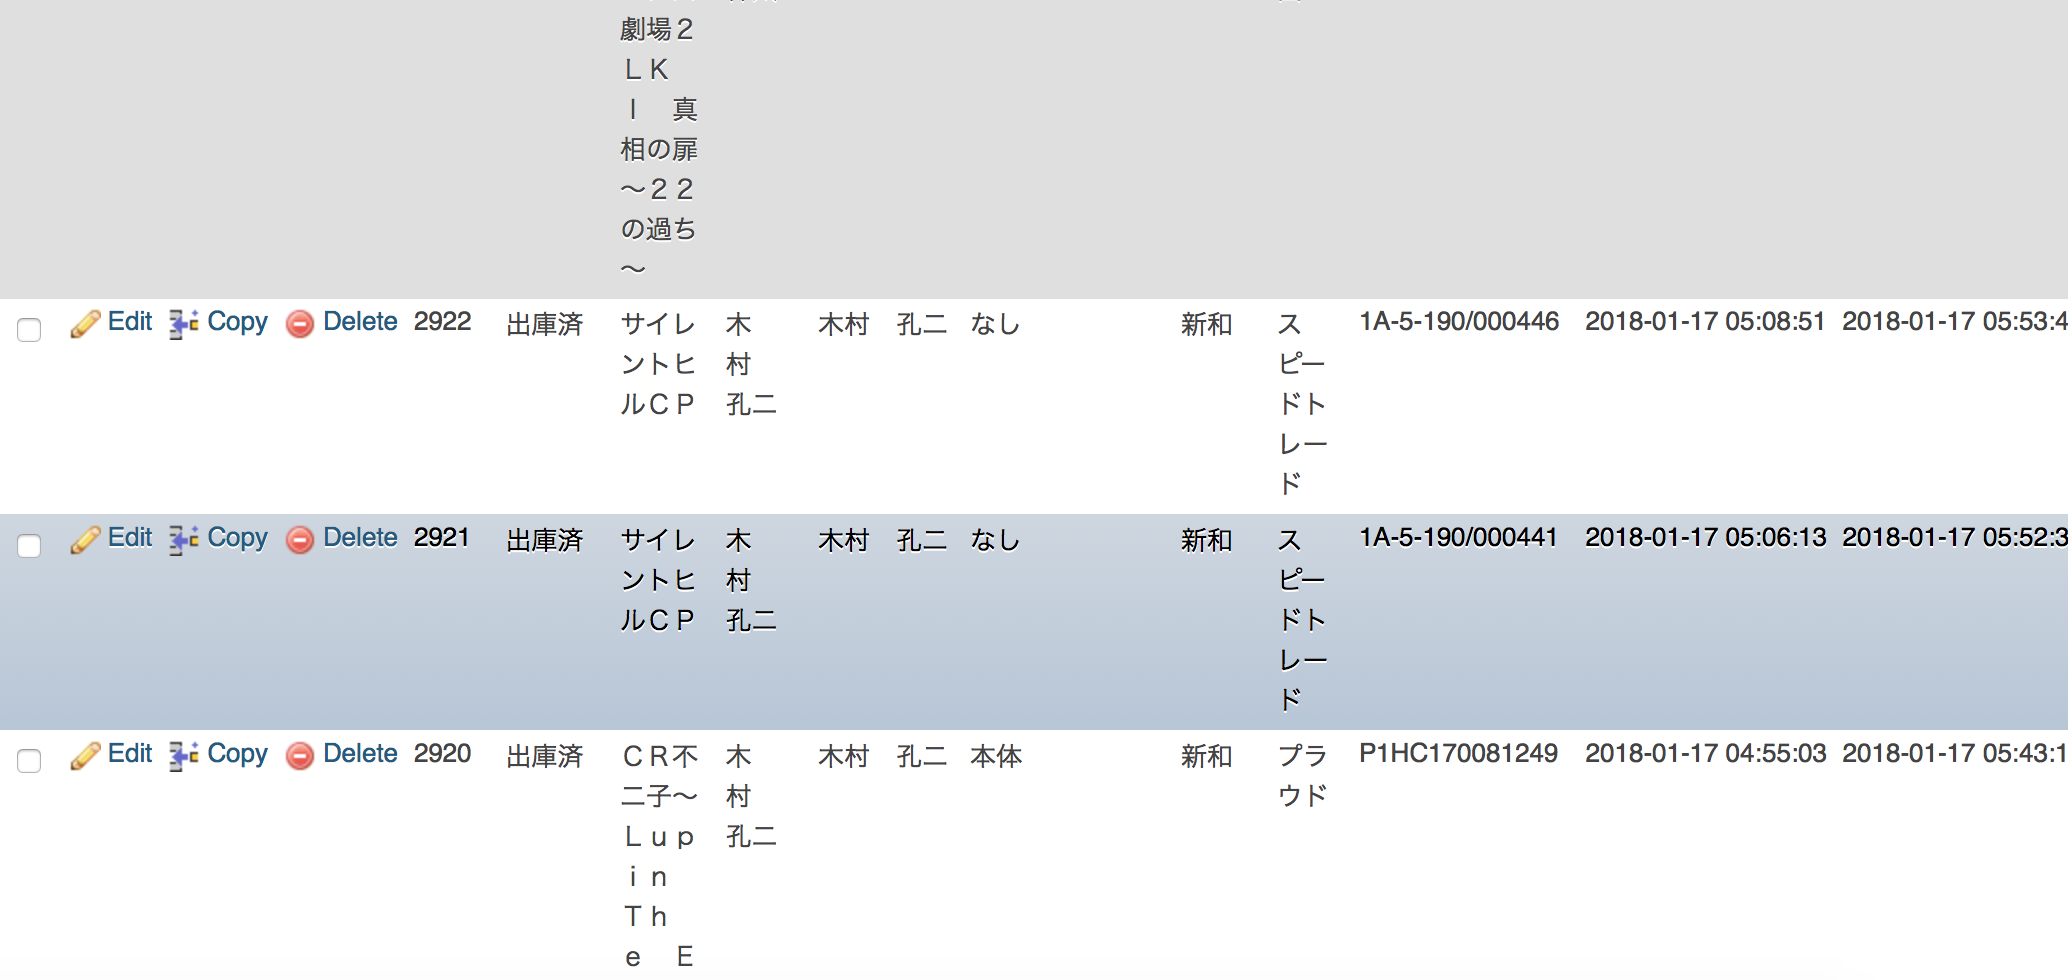 劇場２
ＬＫ
Ｉ　真
相の扉
～２２
の過ち
～
Edit Copy Delete 2922 出庫済 サイレ 木 木村　孔二 なし 新和 ス 1A-5-190/000446 2018-01-17 05:08:51 2018-01-17 05:53:4
ントヒ 村 ピー
ルＣＰ 孔二 ドト
レー
ド
Edit Copy Delete 2921 出庫済 サイレ 木 木村　孔二 なし 新和 ス 1A-5-190/000441 2018-01-17 05:06:13 2018-01-17 05:52:3
ントヒ 村 ピー
ルＣＰ 孔二 ドト
レー
ド
Edit Copy Delete 2920 出庫済 ＣＲ不 木 木村　孔二 本体 新和 プラ P1HC170081249 2018-01-17 04:55:03 2018-01-17 05:43:1
二子～ 村 ウド
Ｌｕｐ 孔二
ｉｎ
Ｔｈ
ｅ　Ｅ